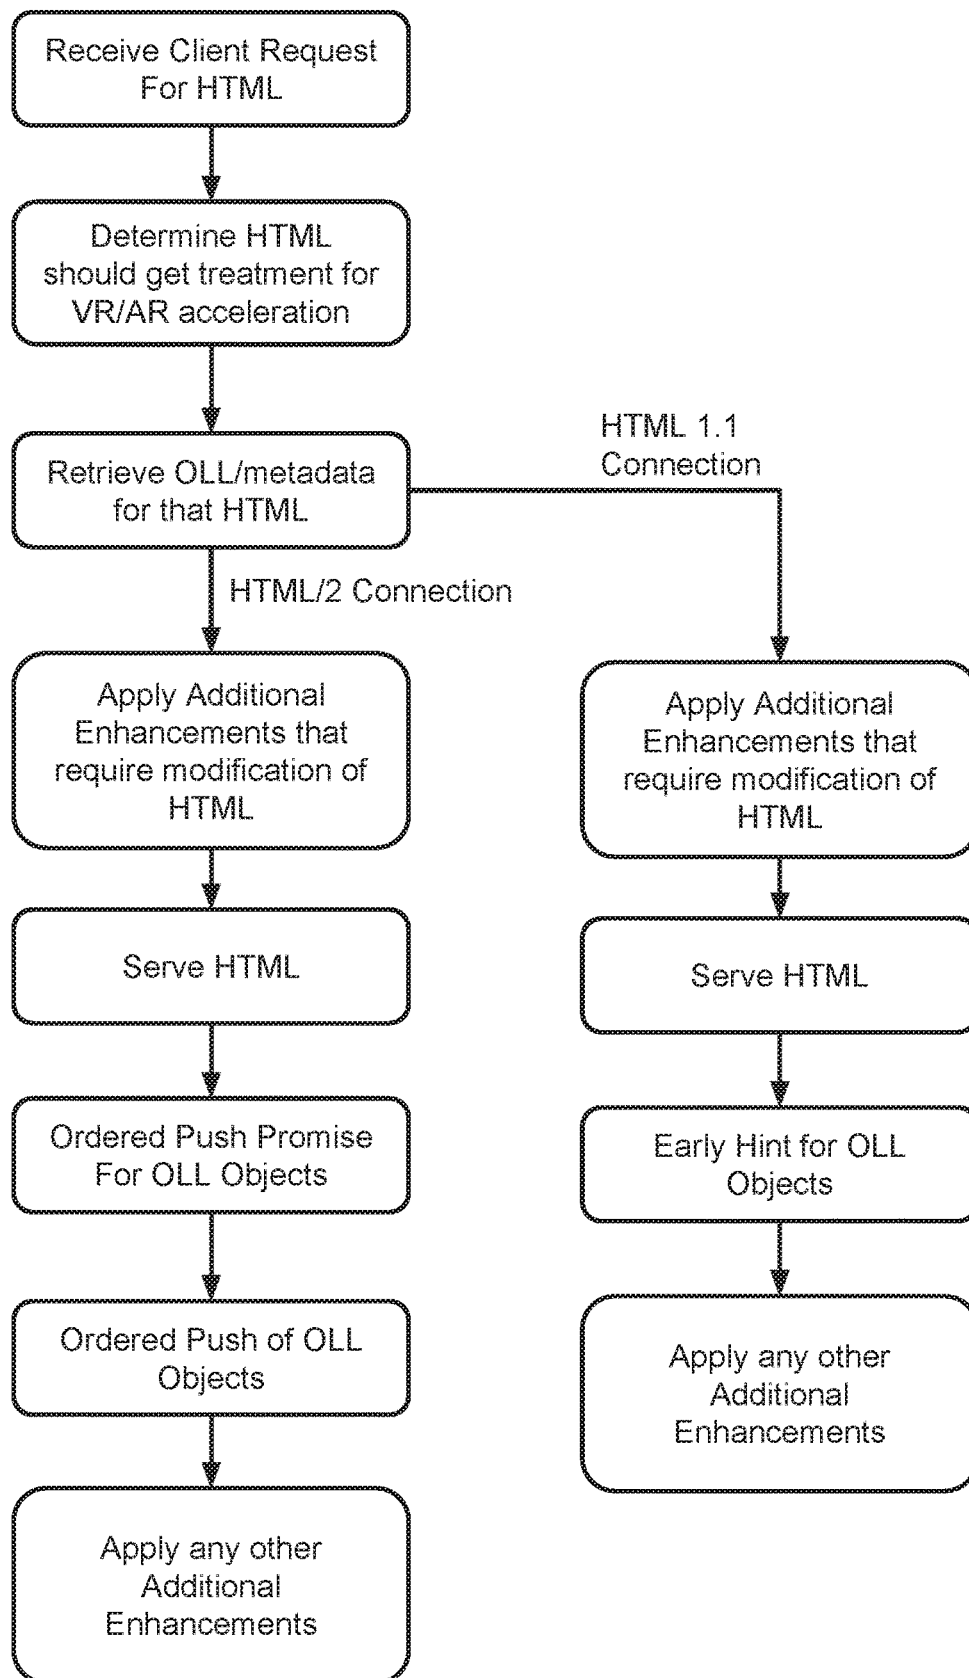 Receive Client Request
For HTML
Determine HTML
should get treatment for
VR/AR acceleration
Retrieve OLL/metadata
for that HTML
HTML 1.1
Connection
HTML/2 Connection
Apply Additional
Enhancements that
require modification of
HTML
Serve HTML
Ordered Push Promise
For OLL Objects
Ordered Push of OLL
Objects
Apply any other
Additional
Enhancements
Apply Additional
Enhancements that
require modification of
HTML
Serve HTML
Early Hint for OLL
Objects
Apply any other
Additional
Enhancements